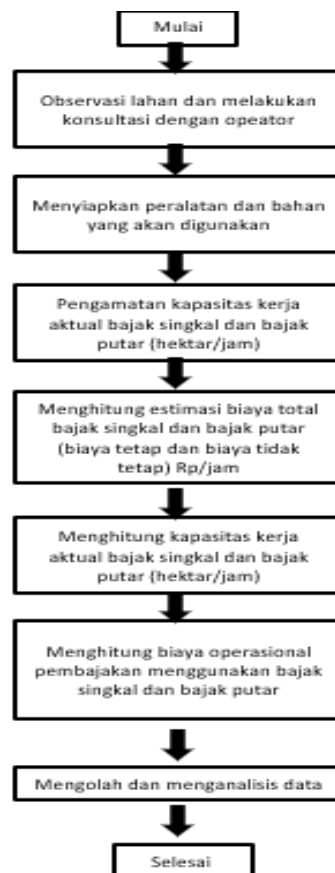 Mulai
Observasi lahan dan melakukan
konsultasi dengan opeator
Menyiapkan peralatan dan bahan
yang akan digunakan
Pengamatan kapasitas kerja
aktual bajak singkal dan bajak
putar (hektar/jam)
Menghitung estimasi biaya total
bajak singkal dan bajak putar
(biaya tetap dan biaya tidak
tetap) Rp/jam
Menghitung kapasitas kerja
aktual bajak singkal dan bajak
putar (hektar/jam)
Menghitung biaya operasional
pembajakan menggunakan bajak
singkal dan bajak putar
Mengolah dan menganalisis data
Selesai